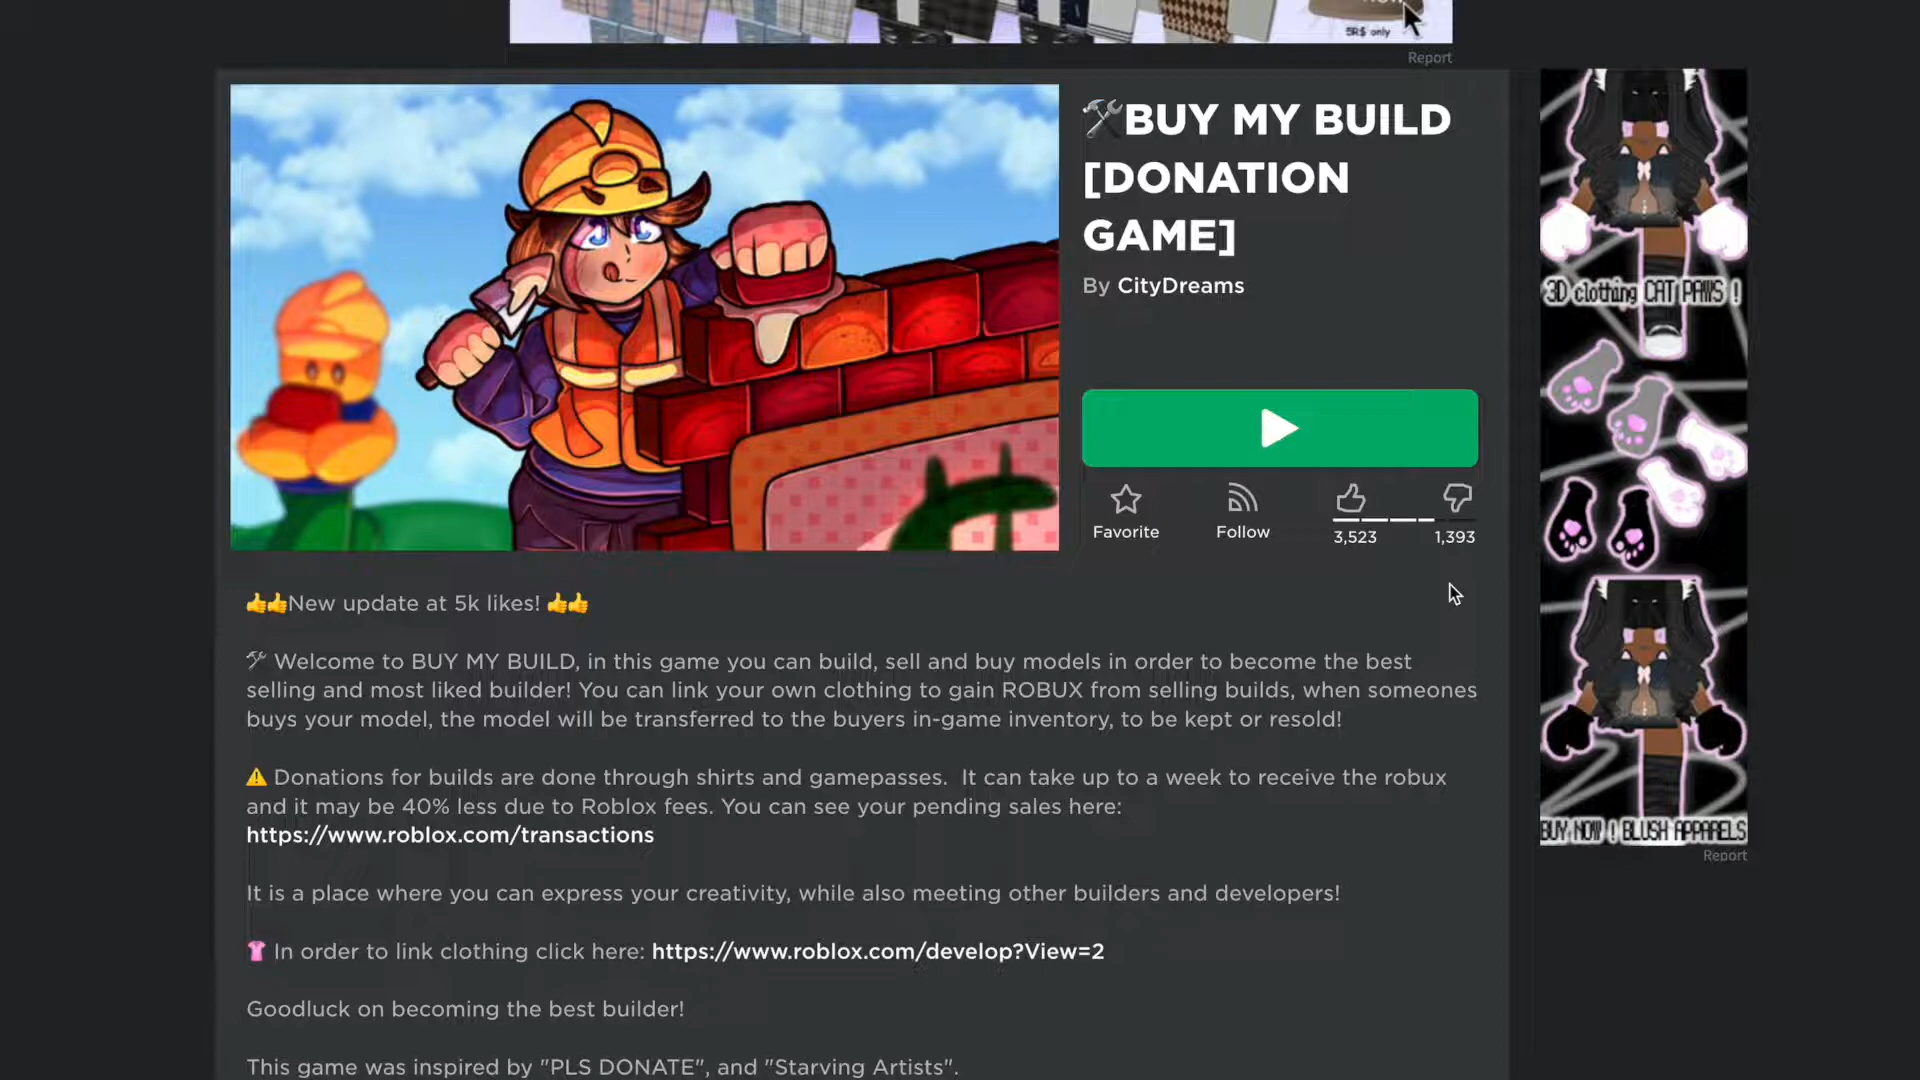 5R$ only
Report
BUY MY BUILD
[DONATION
GAME]
By CityDreams
Favorite
Follow
3,523
1,393
👍👍New update at 5k likes! 👍👍
Welcome to BUY MY BUILD, in this game you can build, sell and buy models in order to become the best
selling and most liked builder! You can link your own clothing to gain ROBUX from selling builds, when someones
buys your model, the model will be transferred to the buyers in-game inventory, to be kept or resold!
⚠️ Donations for builds are done through shirts and gamepasses.  It can take up to a week to receive the robux
and it may be 40% less due to Roblox fees. You can see your pending sales here:
https://www.roblox.com/transactions
It is a place where you can express your creativity, while also meeting other builders and developers!
In order to link clothing click here: https://www.roblox.com/develop?View=2
Goodluck on becoming the best builder!
This game was inspired by "PLS DONATE", and "Starving Artists".
3D clothing CAT PAWS !
BUY NOW ! BLUSH APPARELS
Report